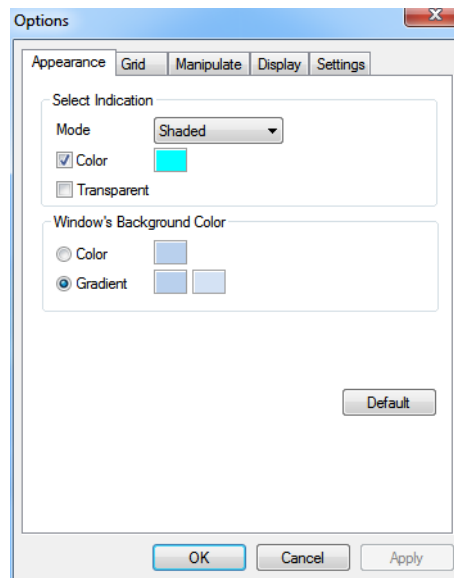 Options
Appearance Grid Manipulate Display Settings
Select Indication
Mode Shaded
Color
Transparent
Window's Background Color
Color
Gradient
Default
OK Cancel Apply